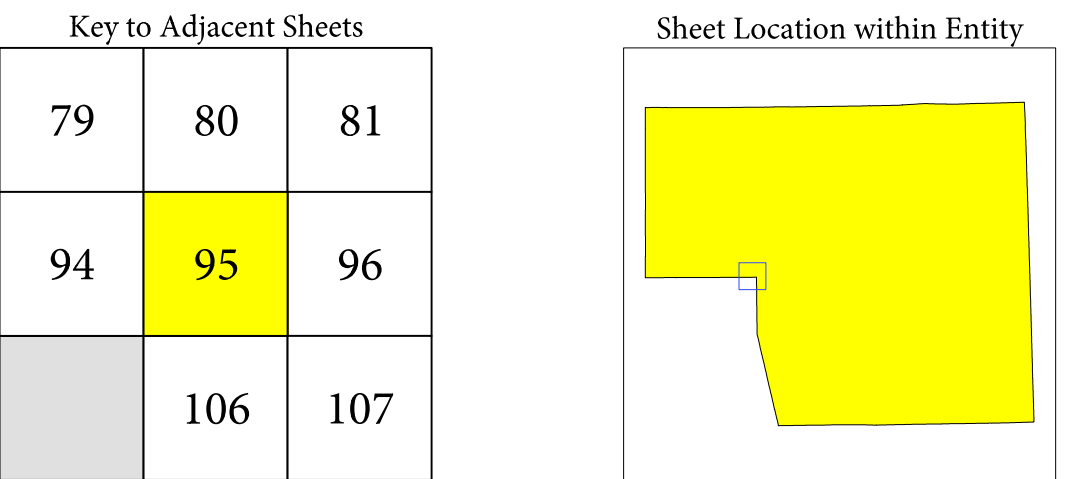 Key to Adjacent Sheets
79 80 81
94 95 96
106 107
Sheet Location within Entity